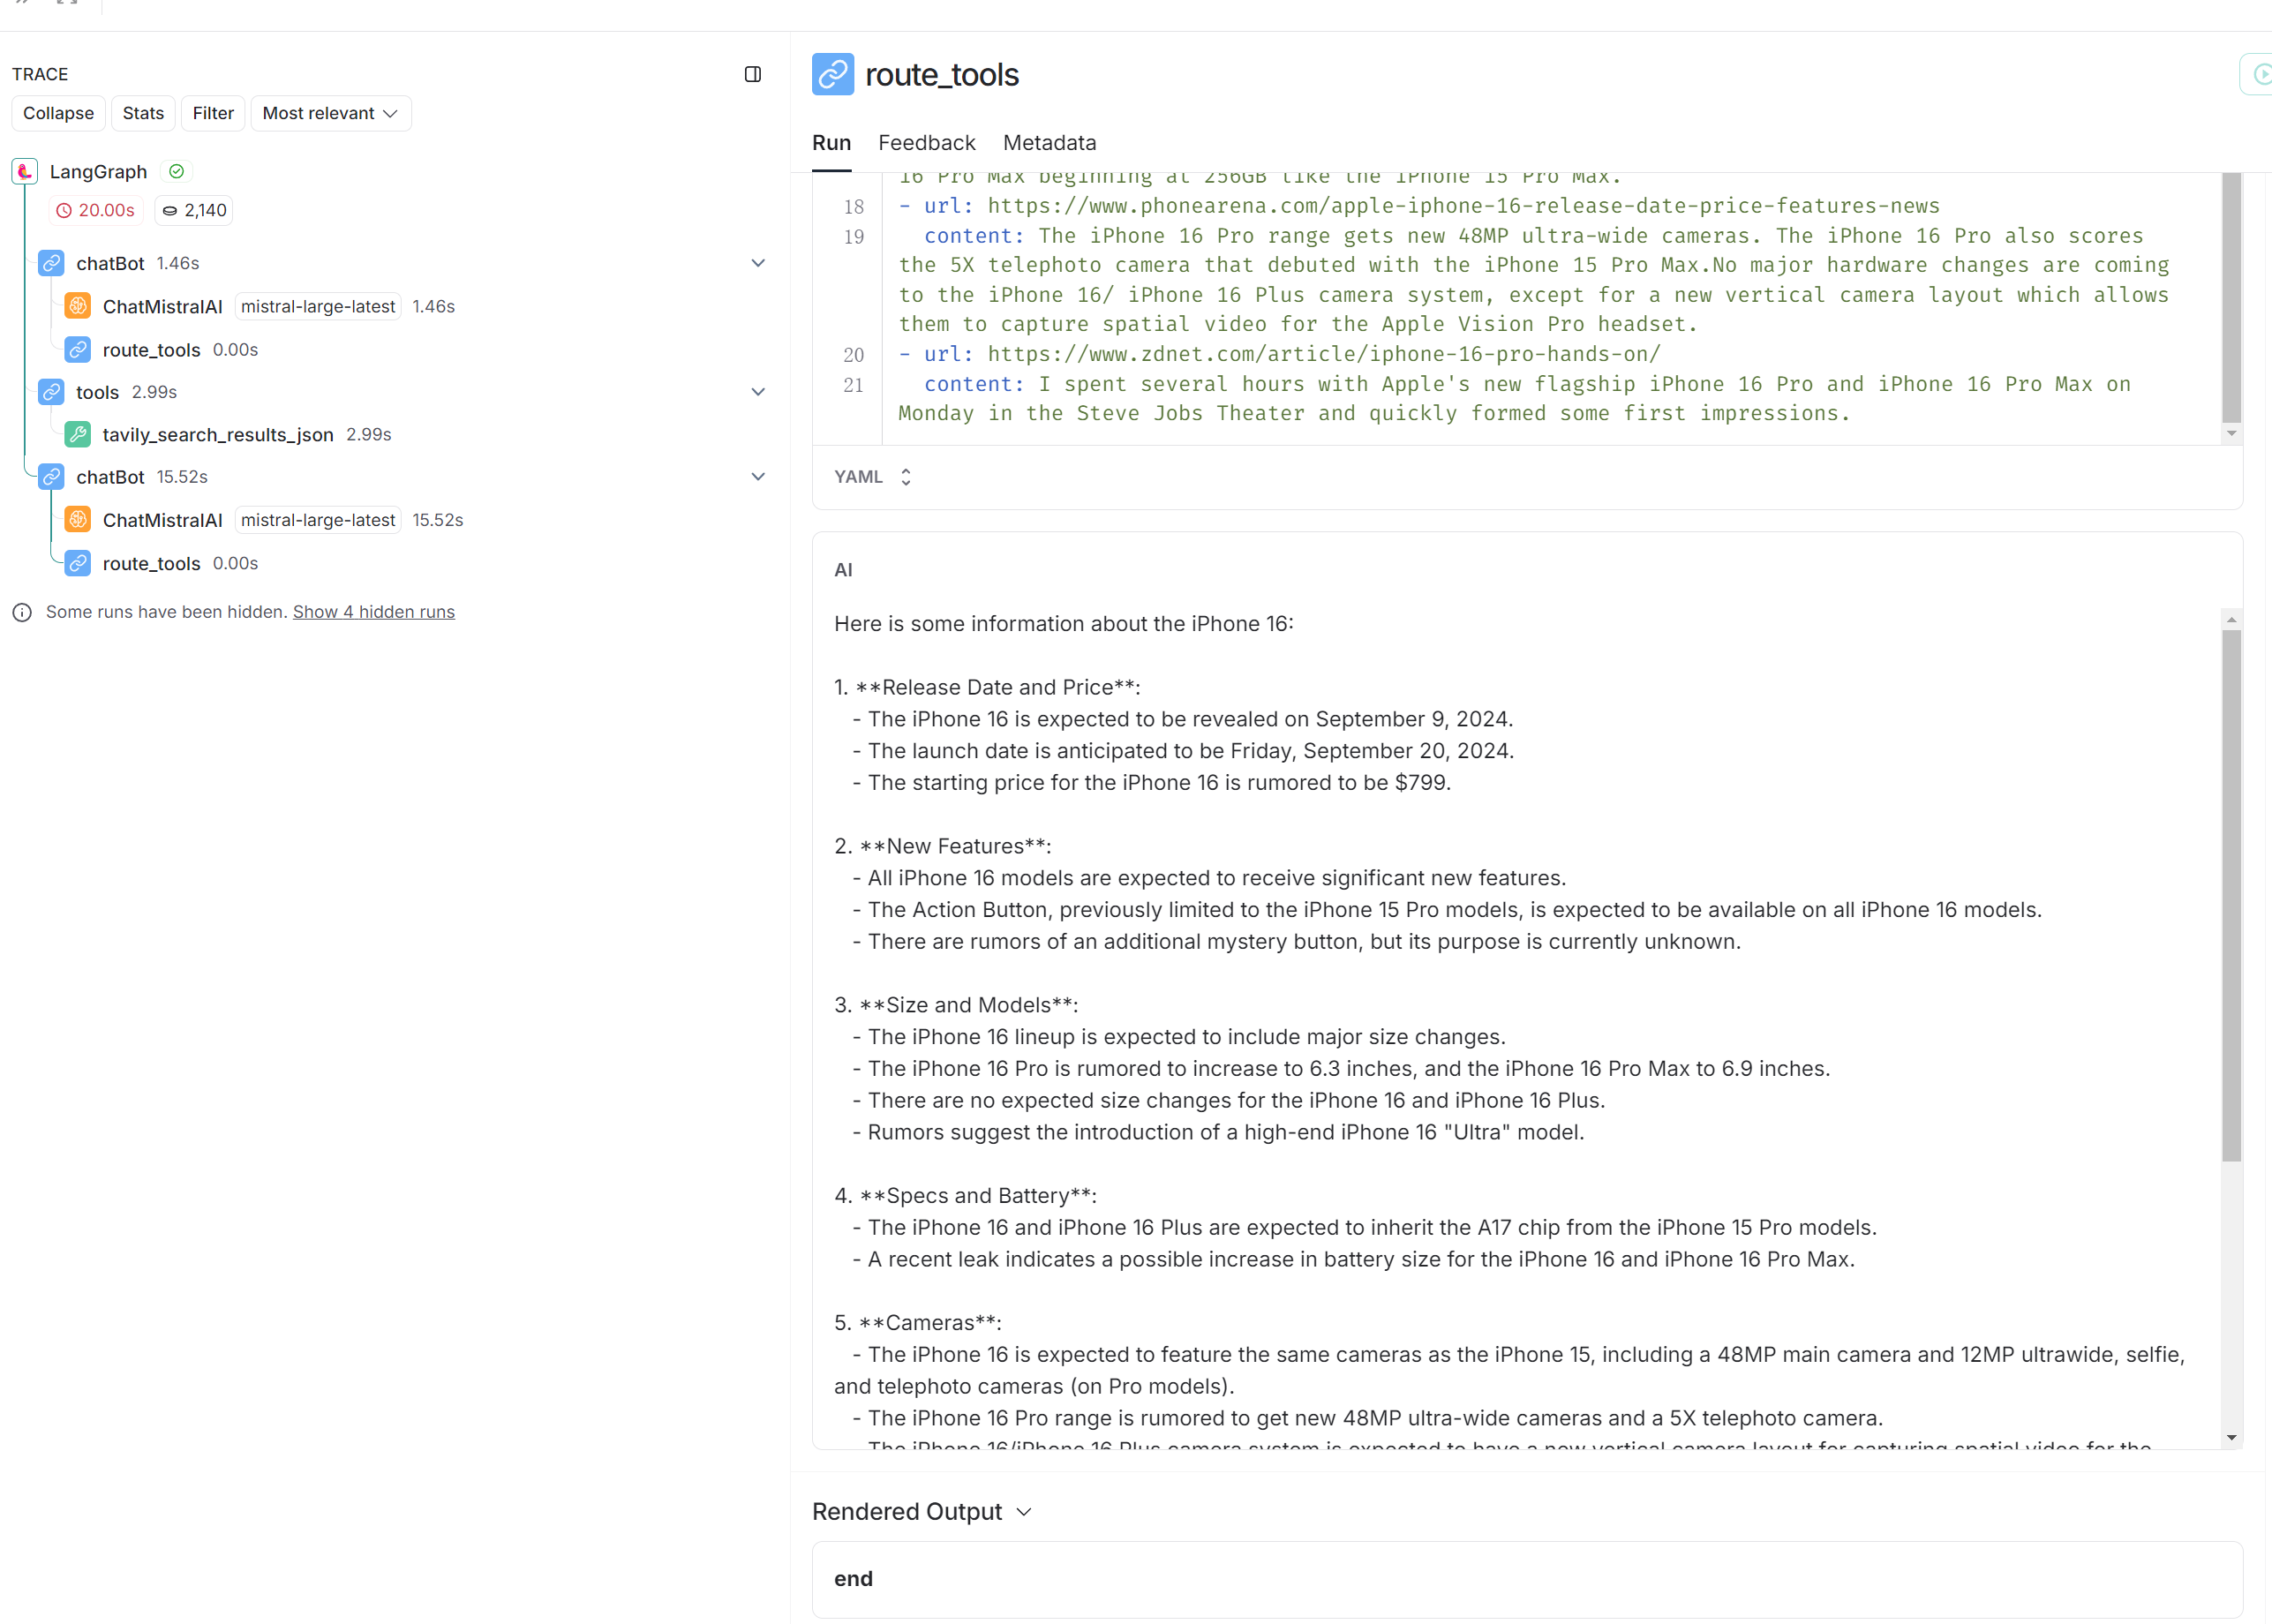 TRACE
Collapse Stats Filter Most relevant
LangGraph
20.00s 2,140
chatBot 1.46s
ChatMistralAI mistral-large-latest 1.46s
route_tools 0.00s
tools 2.99s
tavily_search_results_json 2.99s
chatBot 15.52s
ChatMistralAI mistral-large-latest 15.52s
route_tools 0.00s
Some runs have been hidden. Show 4 hidden runs
route_tools
Run Feedback Metadata
16 Pro Max beginning at 256GB like the iPhone 15 Pro Max.
18 - url: https://www.phonearena.com/apple-iphone-16-release-date-price-features-news
19 content: The iPhone 16 Pro range gets new 48MP ultra-wide cameras. The iPhone 16 Pro also scores
the 5X telephoto camera that debuted with the iPhone 15 Pro Max.No major hardware changes are coming
to the iPhone 16/ iPhone 16 Plus camera system, except for a new vertical camera layout which allows
them to capture spatial video for the Apple Vision Pro headset.
20 - url: https://www.zdnet.com/article/iphone-16-pro-hands-on/
21 content: I spent several hours with Apple's new flagship iPhone 16 Pro and iPhone 16 Pro Max on
Monday in the Steve Jobs Theater and quickly formed some first impressions.
YAML
AI
Here is some information about the iPhone 16:
1. **Release Date and Price**:
- The iPhone 16 is expected to be revealed on September 9, 2024.
- The launch date is anticipated to be Friday, September 20, 2024.
- The starting price for the iPhone 16 is rumored to be $799.
2. **New Features**:
- All iPhone 16 models are expected to receive significant new features.
- The Action Button, previously limited to the iPhone 15 Pro models, is expected to be available on all iPhone 16 models.
- There are rumors of an additional mystery button, but its purpose is currently unknown.
3. **Size and Models**:
- The iPhone 16 lineup is expected to include major size changes.
- The iPhone 16 Pro is rumored to increase to 6.3 inches, and the iPhone 16 Pro Max to 6.9 inches.
- There are no expected size changes for the iPhone 16 and iPhone 16 Plus.
- Rumors suggest the introduction of a high-end iPhone 16 "Ultra" model.
4. **Specs and Battery**:
- The iPhone 16 and iPhone 16 Plus are expected to inherit the A17 chip from the iPhone 15 Pro models.
- A recent leak indicates a possible increase in battery size for the iPhone 16 and iPhone 16 Pro Max.
5. **Cameras**:
- The iPhone 16 is expected to feature the same cameras as the iPhone 15, including a 48MP main camera and 12MP ultrawide, selfie,
and telephoto cameras (on Pro models).
- The iPhone 16 Pro range is rumored to get new 48MP ultra-wide cameras and a 5X telephoto camera.
- The iPhone 16/iPhone 16 Plus camera system is expected to have a new vertical camera layout for capturing spatial video for the
Rendered Output
end